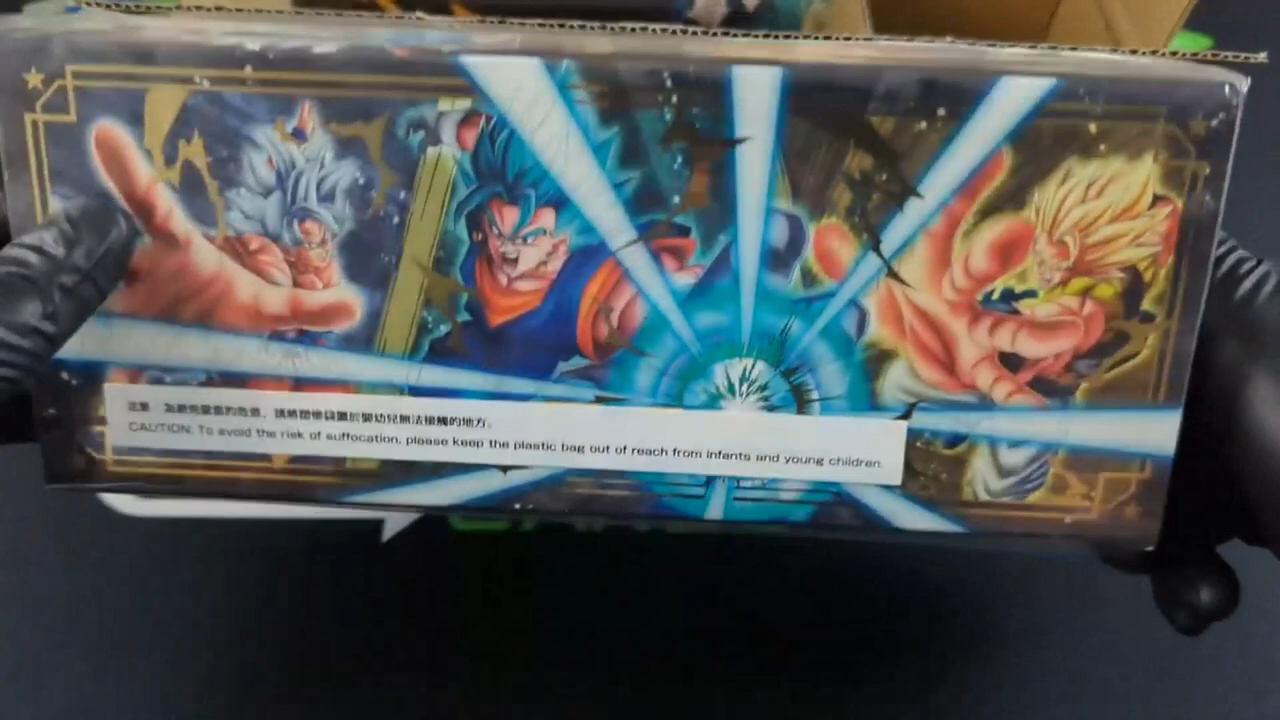 注意 為避免窒息的危險，請將塑膠袋置於嬰幼兒無法接觸的地方。
CAUTION: To avoid the risk of suffocation, please keep the plastic bag out of reach from infants and young children.